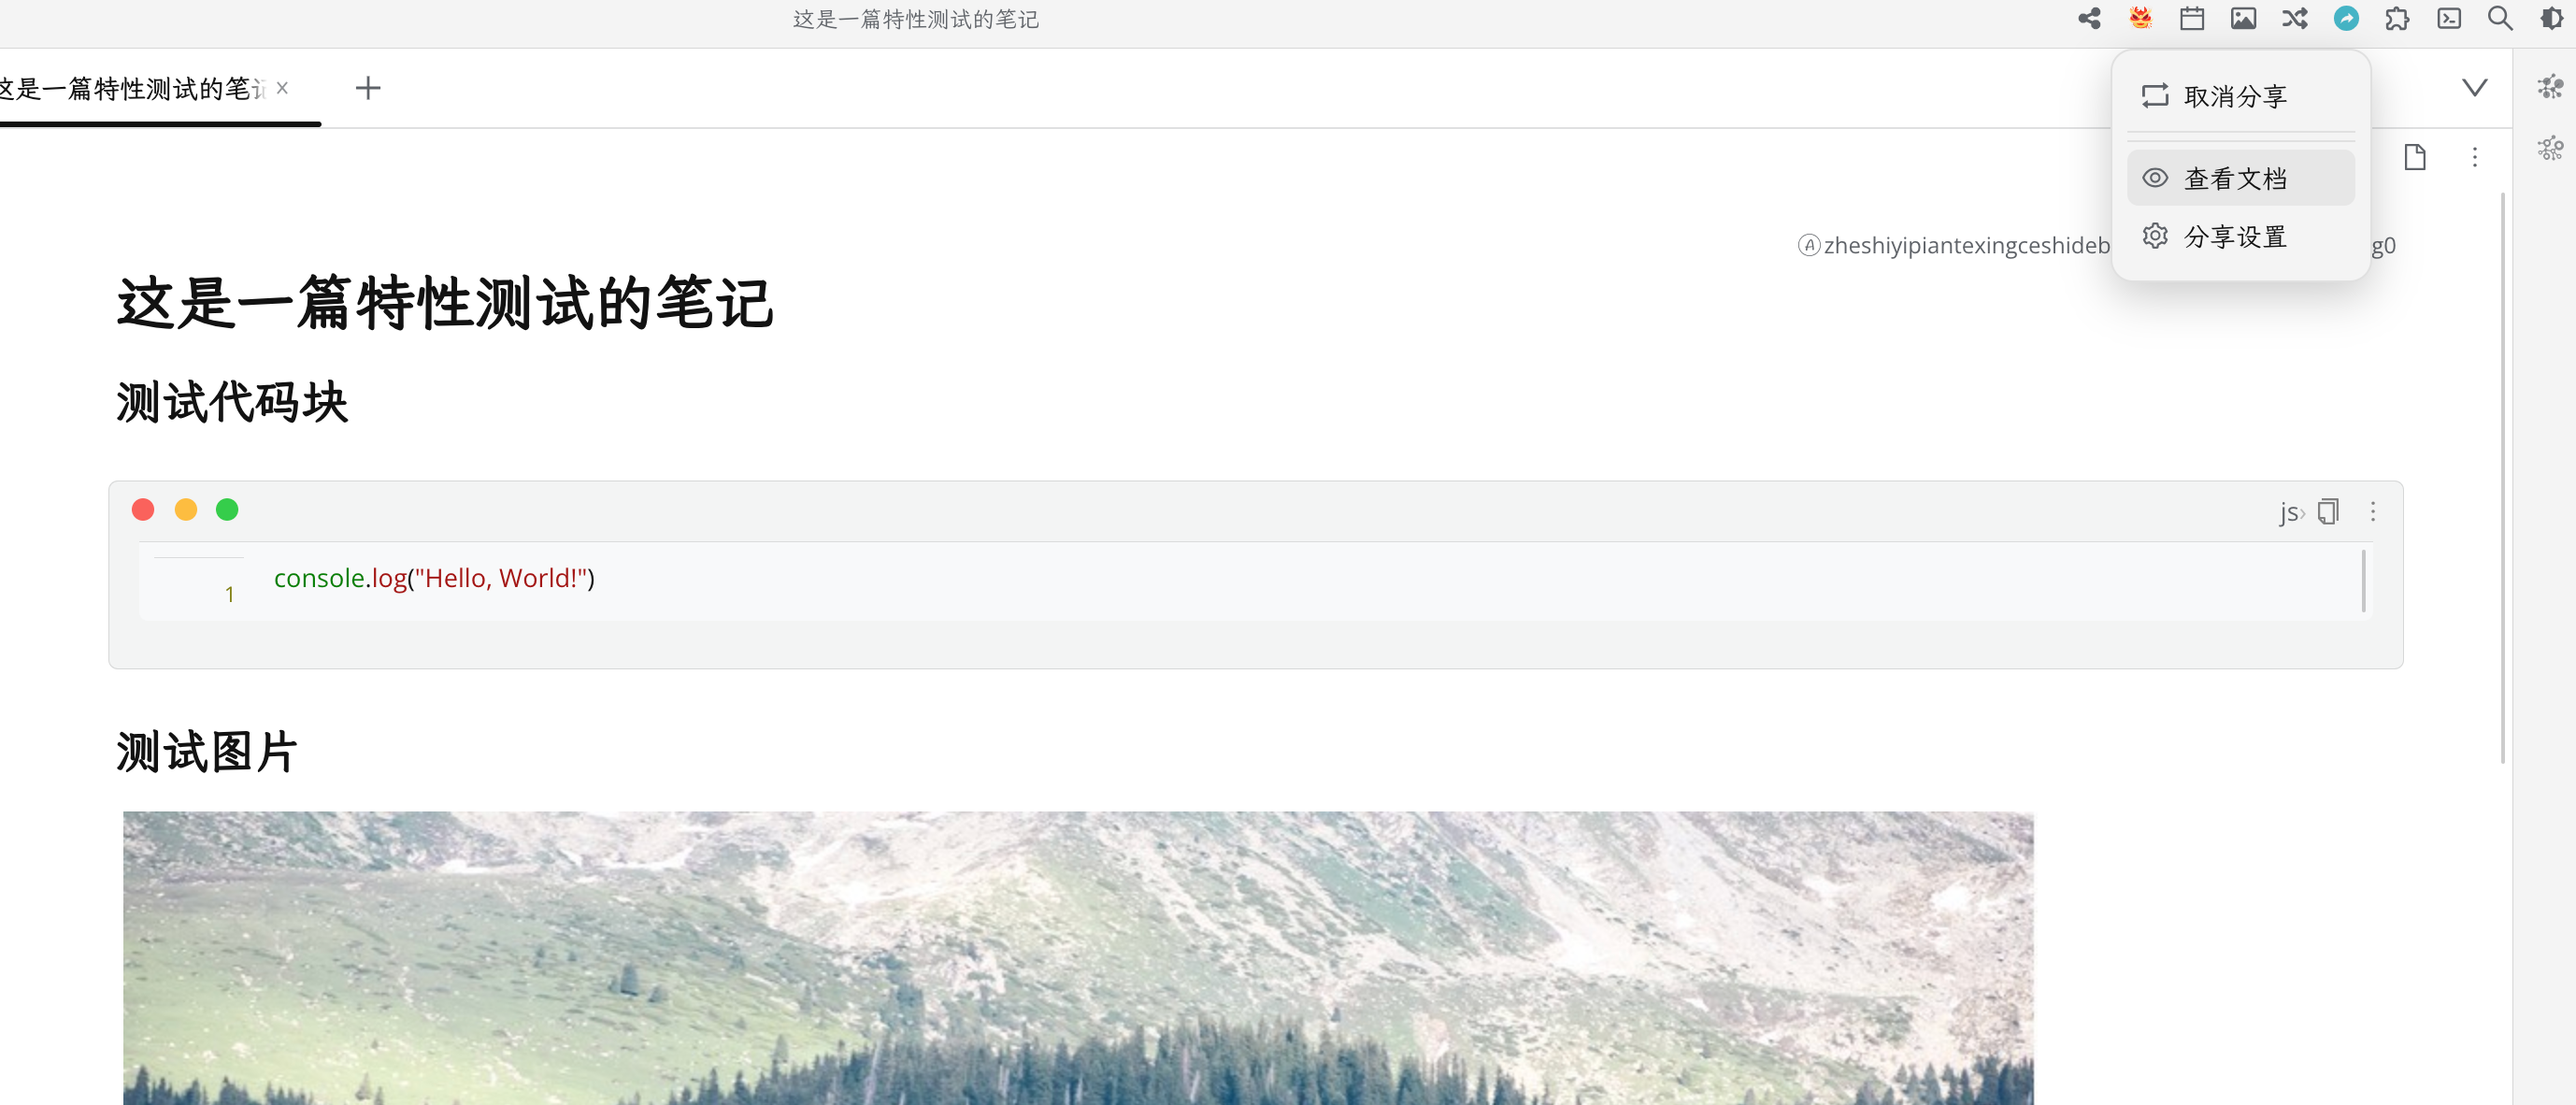 这是一篇特性测试的笔记
这是一篇特性测试的笔
取消分享
查看文档
分享设置
zheshiyipiantexingceshideb
g0
这是一篇特性测试的笔记
测试代码块
js
1 console.log("Hello, World!")
测试图片